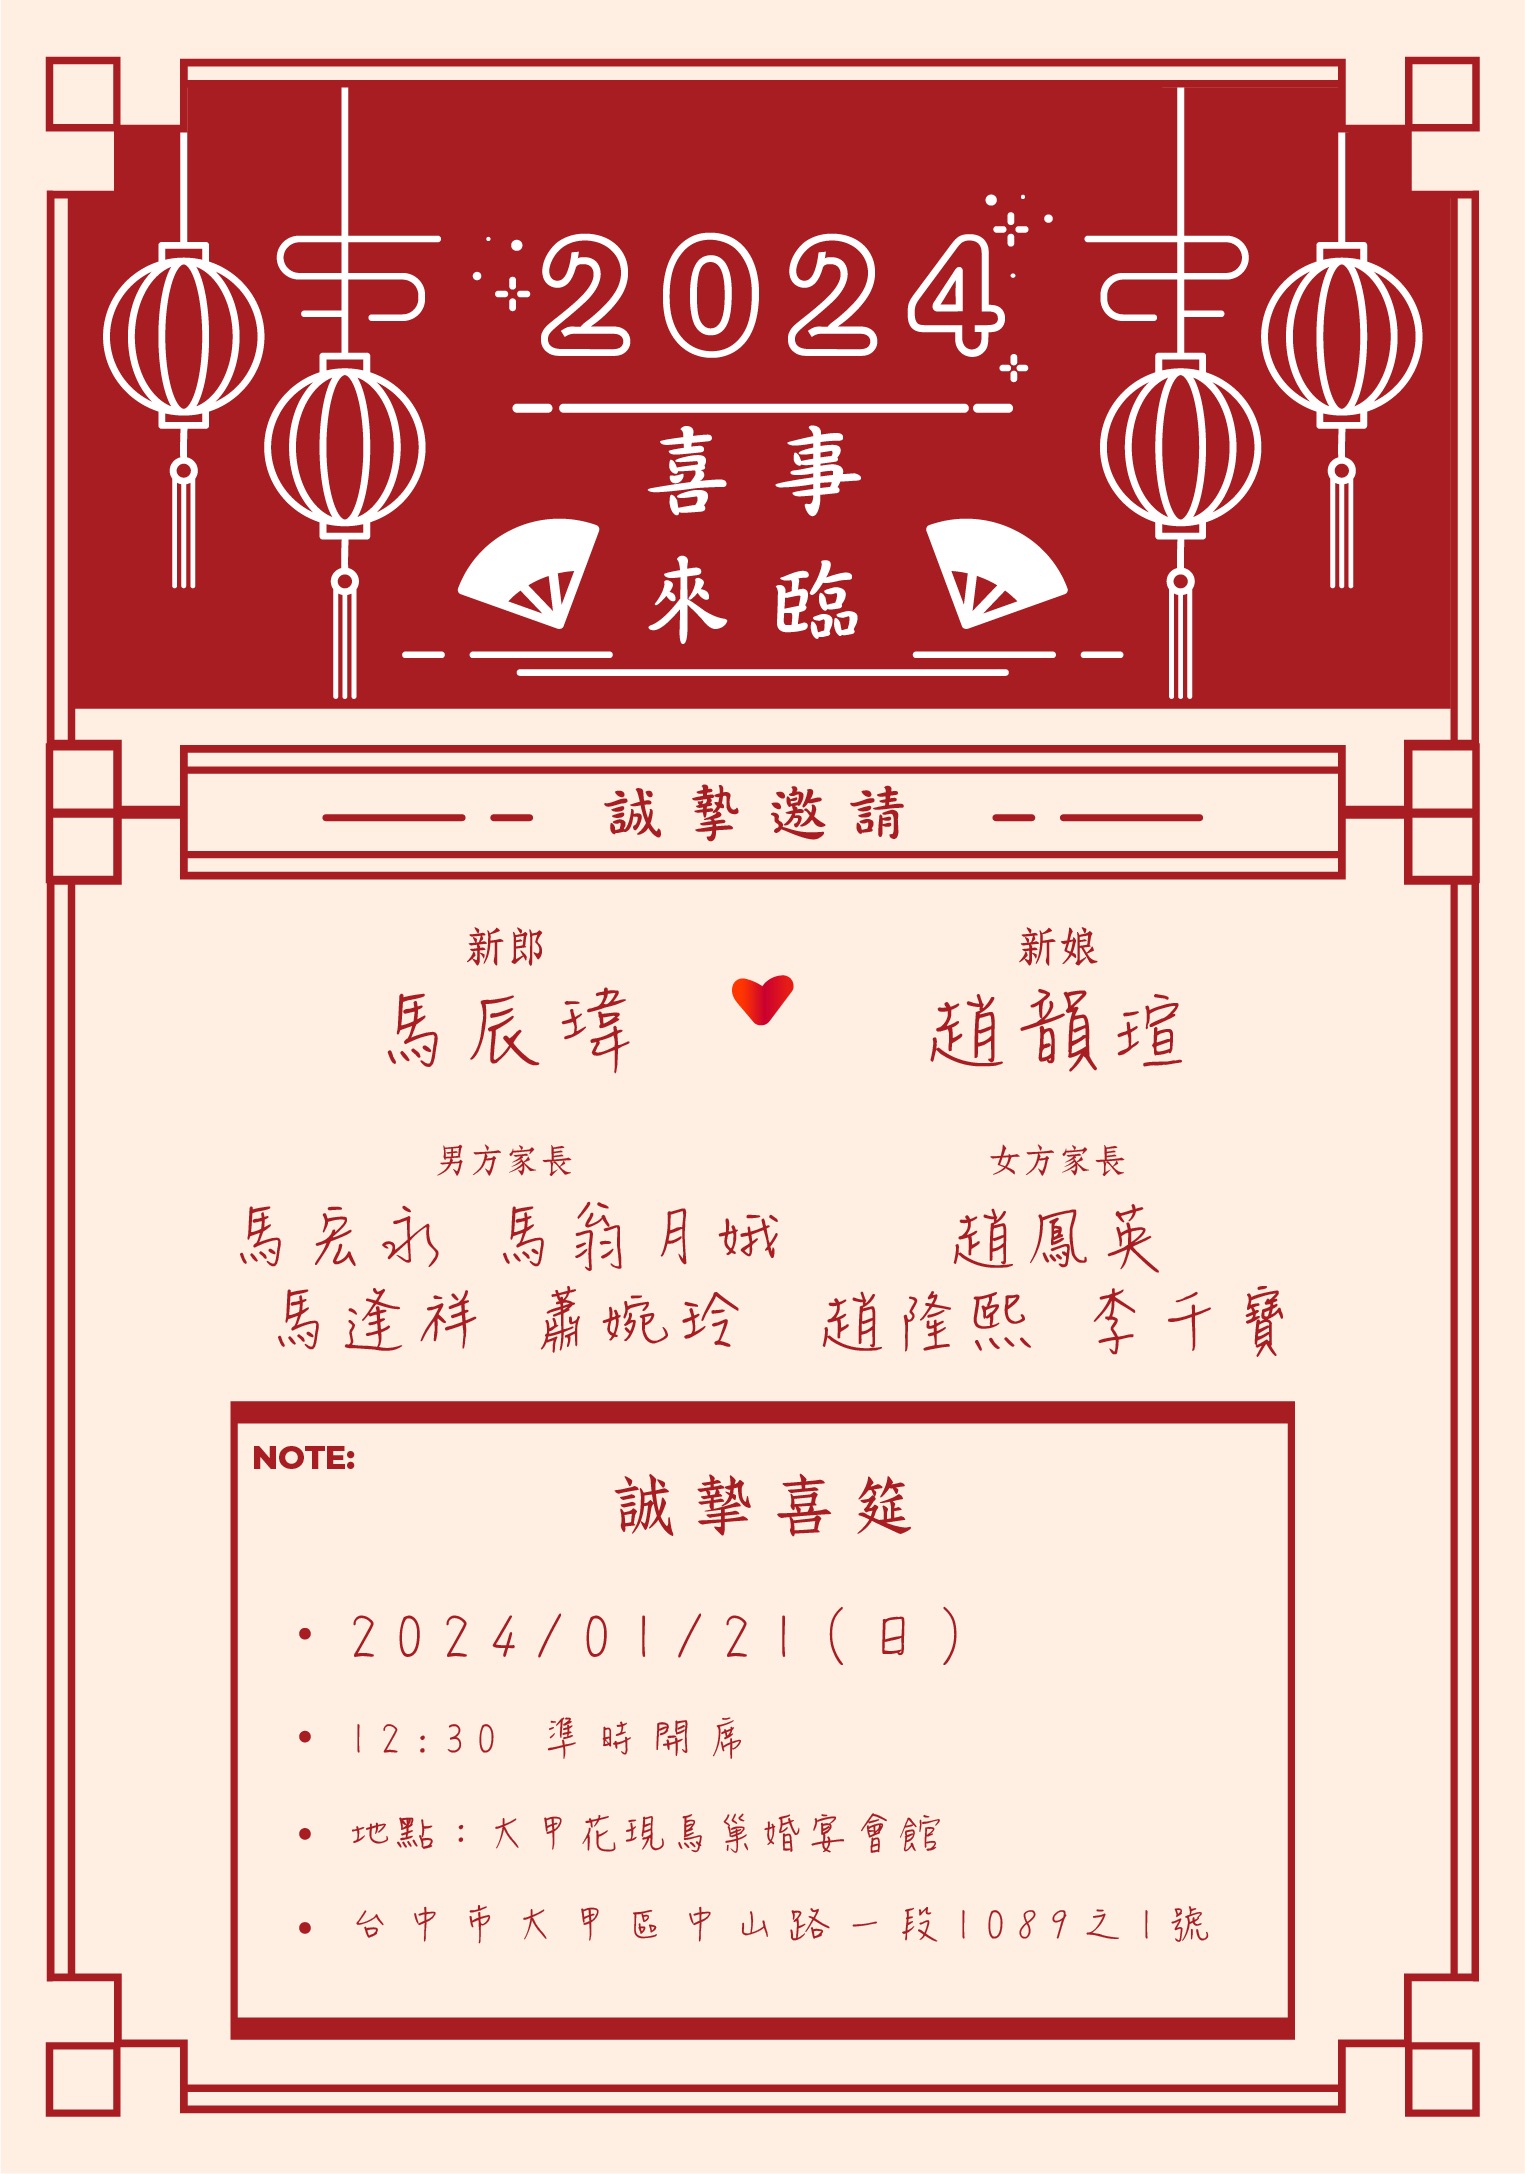 2024
喜事
來臨
誠摯邀請
新郎
新娘
馬辰瑋
趙韻瑄
男方家長
女方家長
馬宏永 馬翁月娥
趙鳳英
馬逢祥 蕭婉玲
趙隆熙 李千寶
NOTE:
誠摯喜筵
• 2024/01/21(日)
• 12:30 準時開席
• 地點：大甲花現鳥巢婚宴會館
• 台中市大甲區中山路一段1089之1號